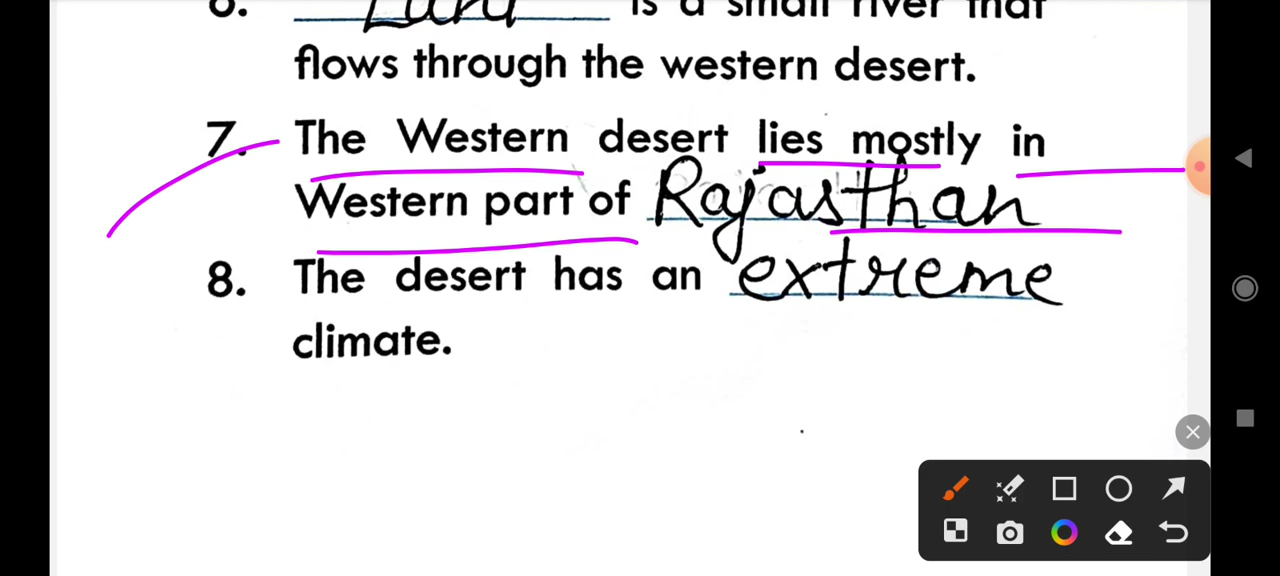 is a small river that
flows through the western desert.
7. The Western desert lies mostly in
Western part of Rajasthan
8. The desert has an extreme
climate.